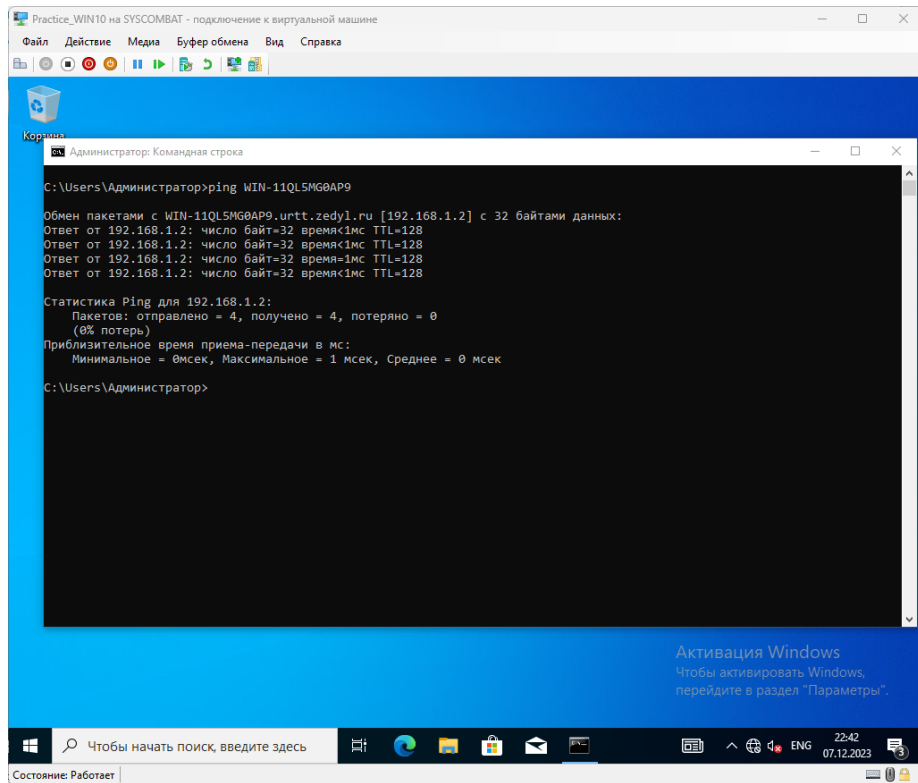 Practice_WIN10 на SYSCOMBAT - подключение к виртуальной машине
Файл Действие Медиа Буфер обмена Вид Справка
Корзина
Администратор: Командная строка
C:\Users\Администратор>ping WIN-11QL5MG0AP9
Обмен пакетами с WIN-11QL5MG0AP9.urtt.zedyl.ru [192.168.1.2] с 32 байтами данных:
Ответ от 192.168.1.2: число байт=32 время<1мс TTL=128
Ответ от 192.168.1.2: число байт=32 время<1мс TTL=128
Ответ от 192.168.1.2: число байт=32 время=1мс TTL=128
Ответ от 192.168.1.2: число байт=32 время<1мс TTL=128
Статистика Ping для 192.168.1.2:
Пакетов: отправлено = 4, получено = 4, потеряно = 0
(0% потерь)
Приблизительное время приема-передачи в мс:
Минимальное = 0мсек, Максимальное = 1 мсек, Среднее = 0 мсек
C:\Users\Администратор>
Активация Windows
Чтобы активировать Windows,
перейдите в раздел "Параметры".
Чтобы начать поиск, введите здесь
ENG
22:42
07.12.2023
3
Состояние: Работает